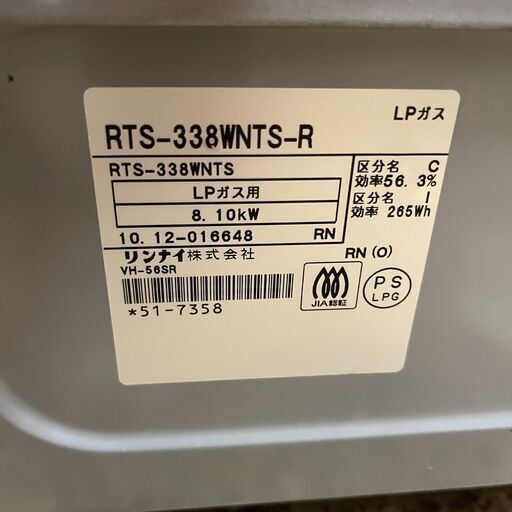 LPガス
RTS-338WNTS-R
RTS-338WNTS
LPガス用
8.10kW
区分名 C
効率56.3%
区分名 I
効率 265Wh
10.12-016648 RN
リンナイ株式会社
RN (O)
VH-56SR
*51-7358
JIA認証
PS
LPG